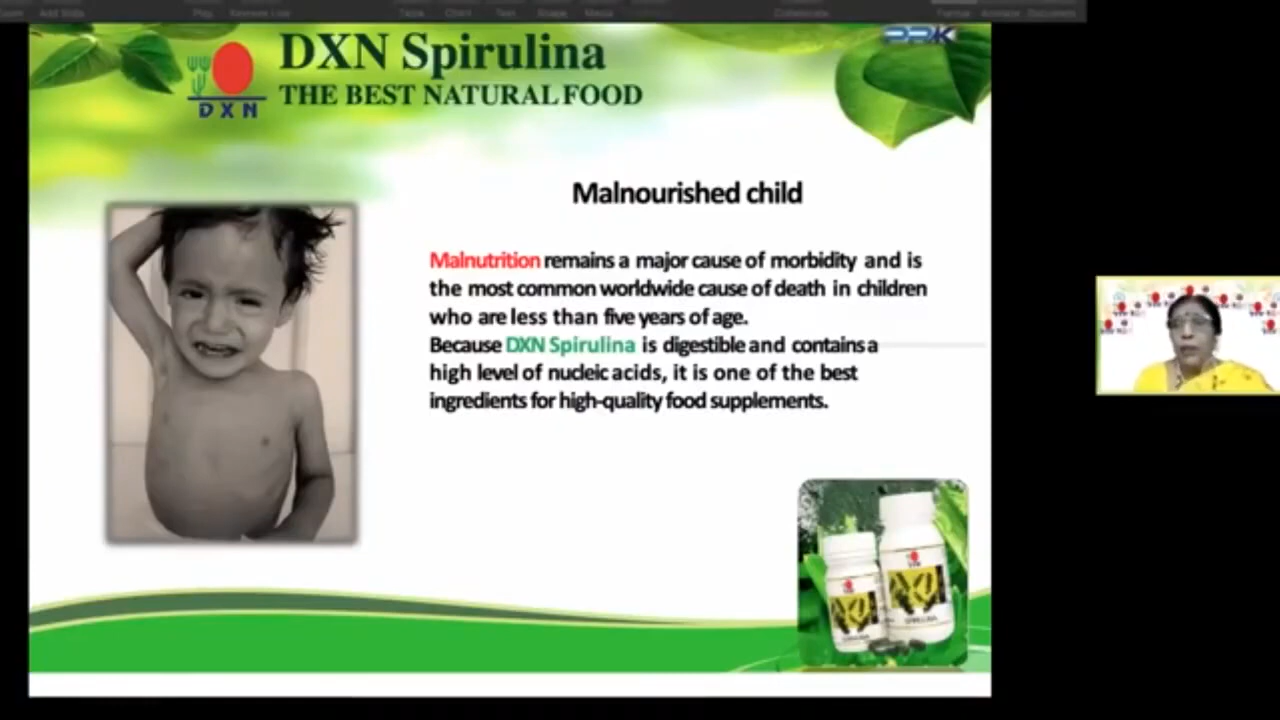 DXN Spirulina
THE BEST NATURAL FOOD
DXN
Malnourished child
Malnutrition remains a major cause of morbidity and is
the most common worldwide cause of death in children
who are less than five years of age.
Because DXN Spirulina is digestible and contains a
high level of nucleic acids, it is one of the best
ingredients for high-quality food supplements.